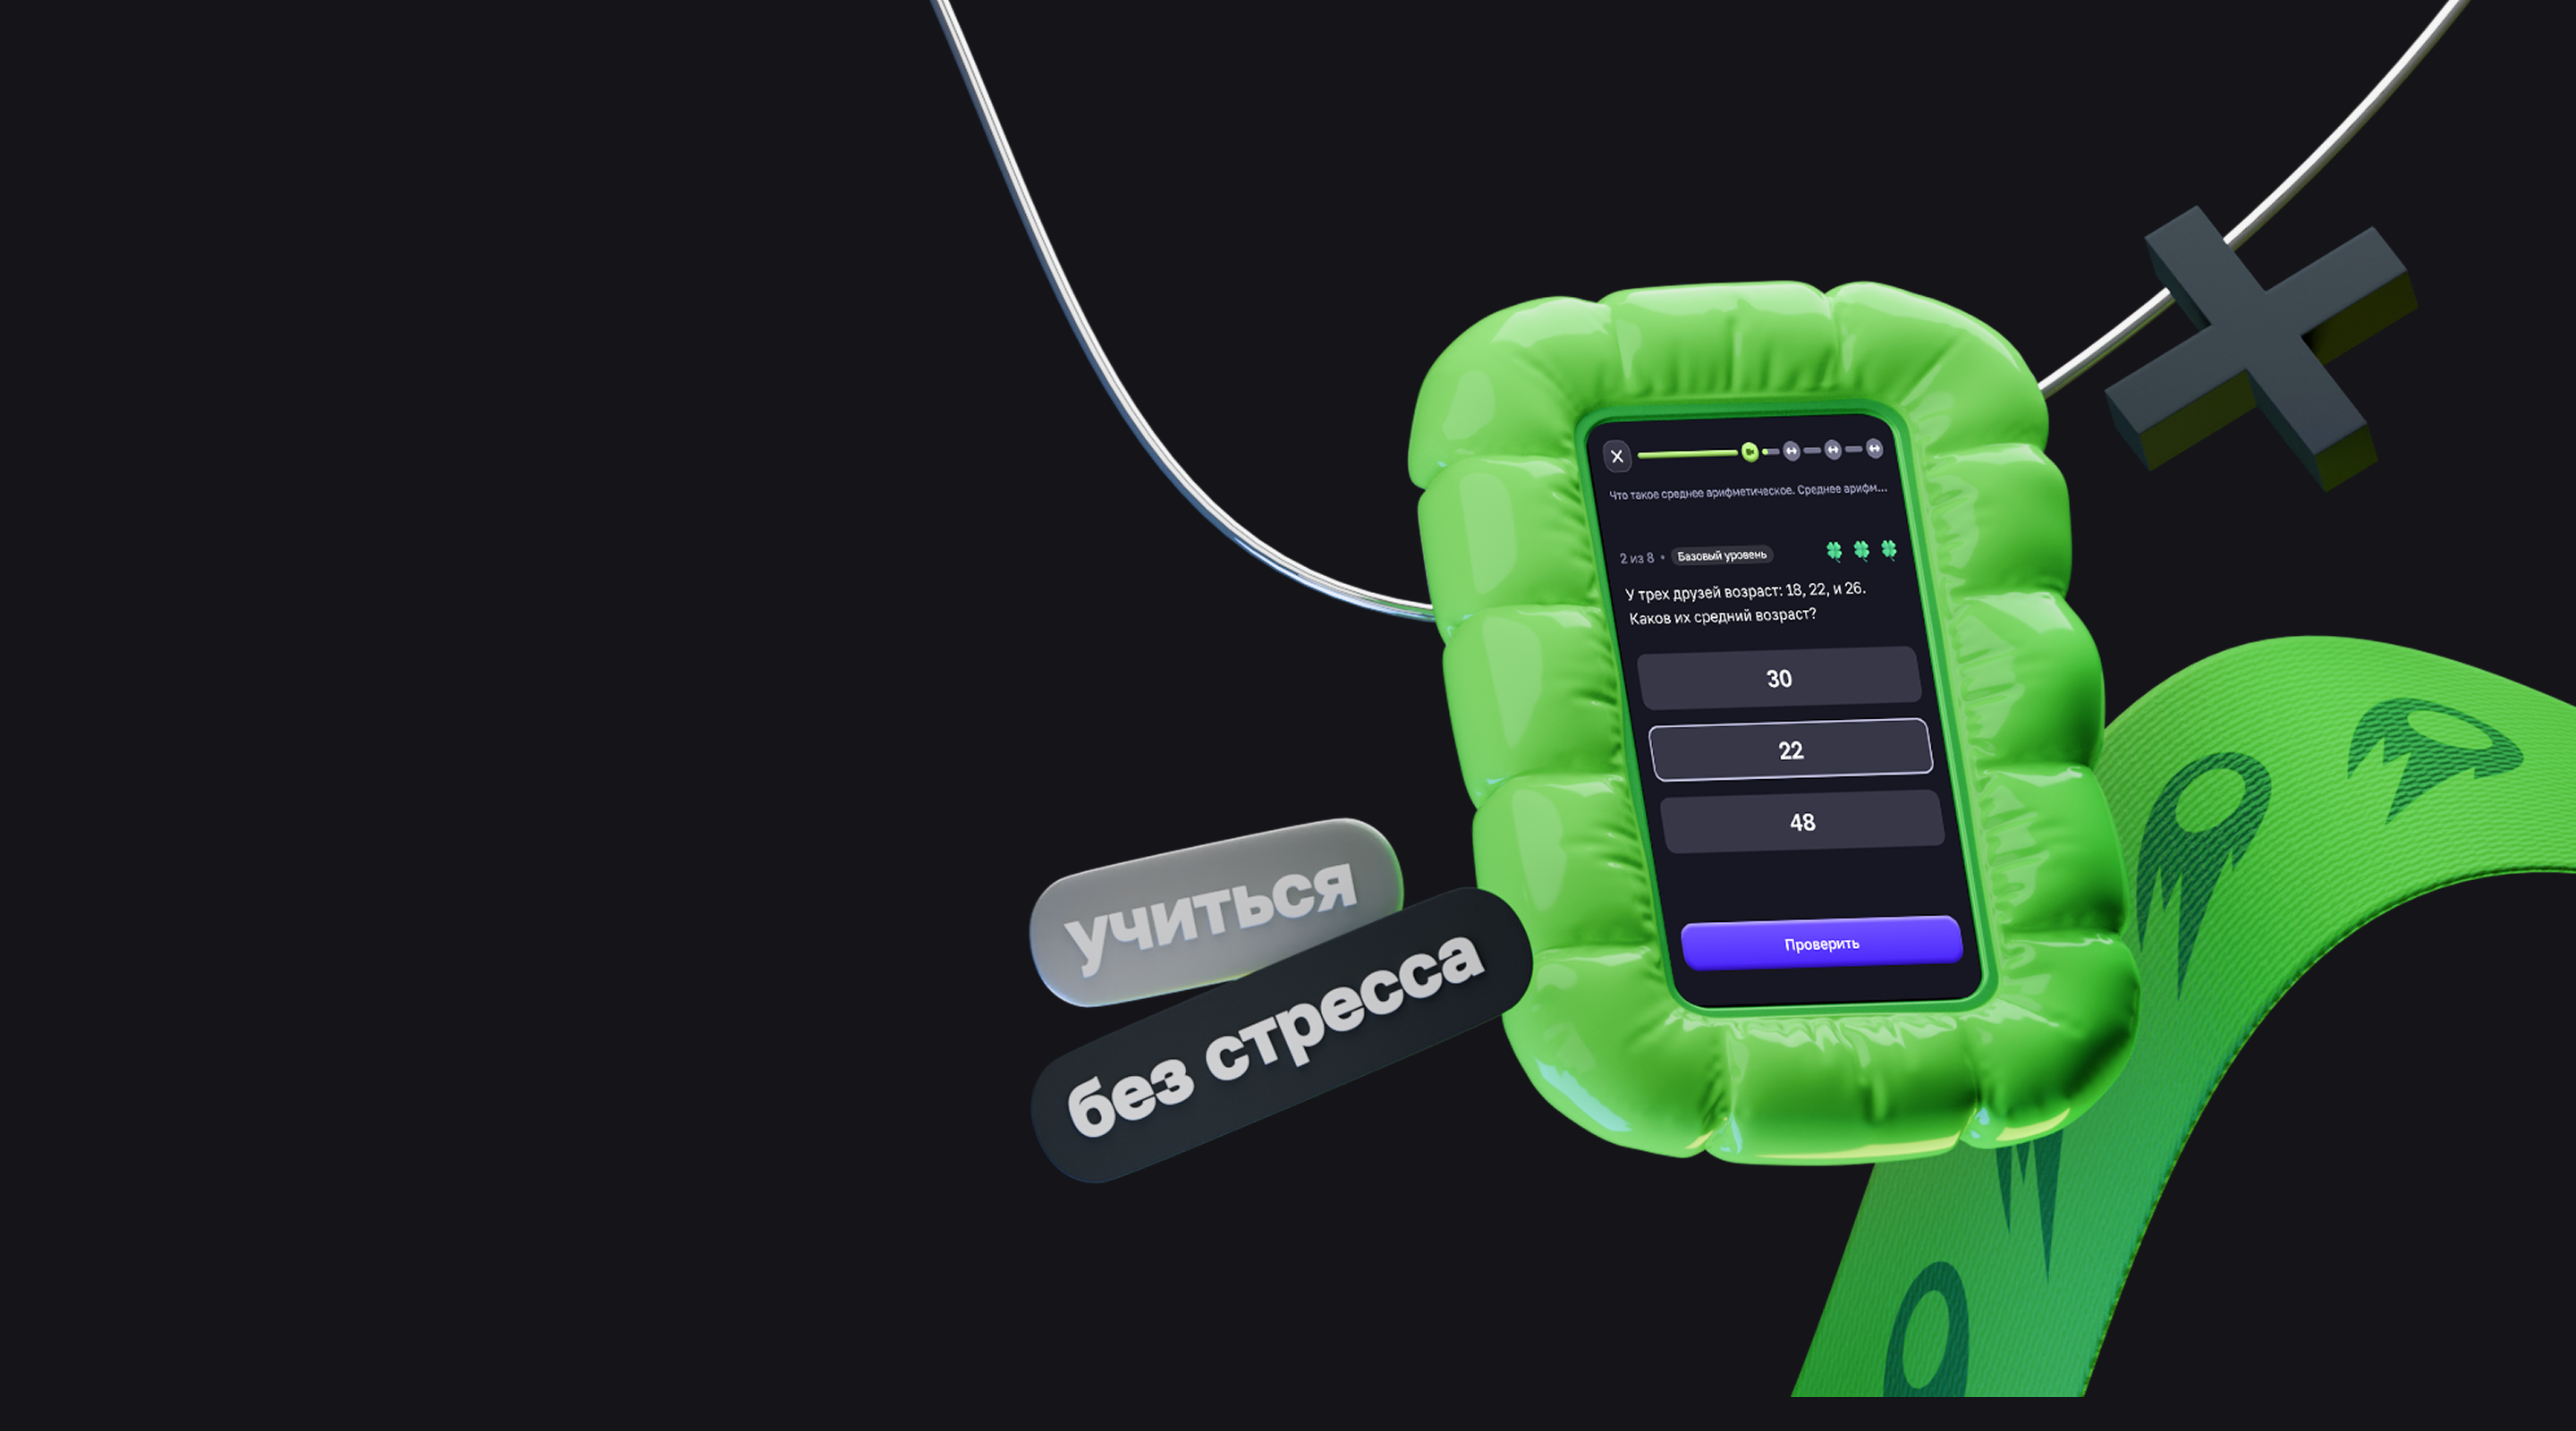 Что такое среднее арифметическое. Среднее арифм...
2 из 8 • Базовый уровень
У трех друзей возраст: 18, 22, и 26.
Каков их средний возраст?
30
22
48
Проверить
учиться
без стресса